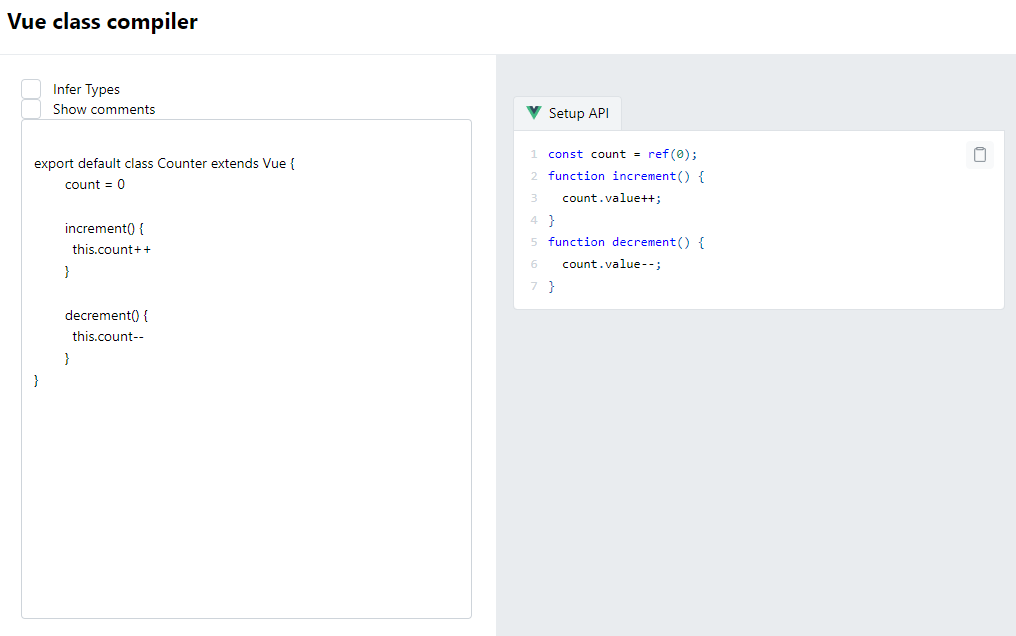 Vue class compiler
Infer Types
Show comments
export default class Counter extends Vue {
count = 0
increment() {
this.count++
}
decrement() {
this.count--
}
}
Setup API
1 const count = ref(0);
2 function increment() {
3 count.value++;
4 }
5 function decrement() {
6 count.value--;
7 }